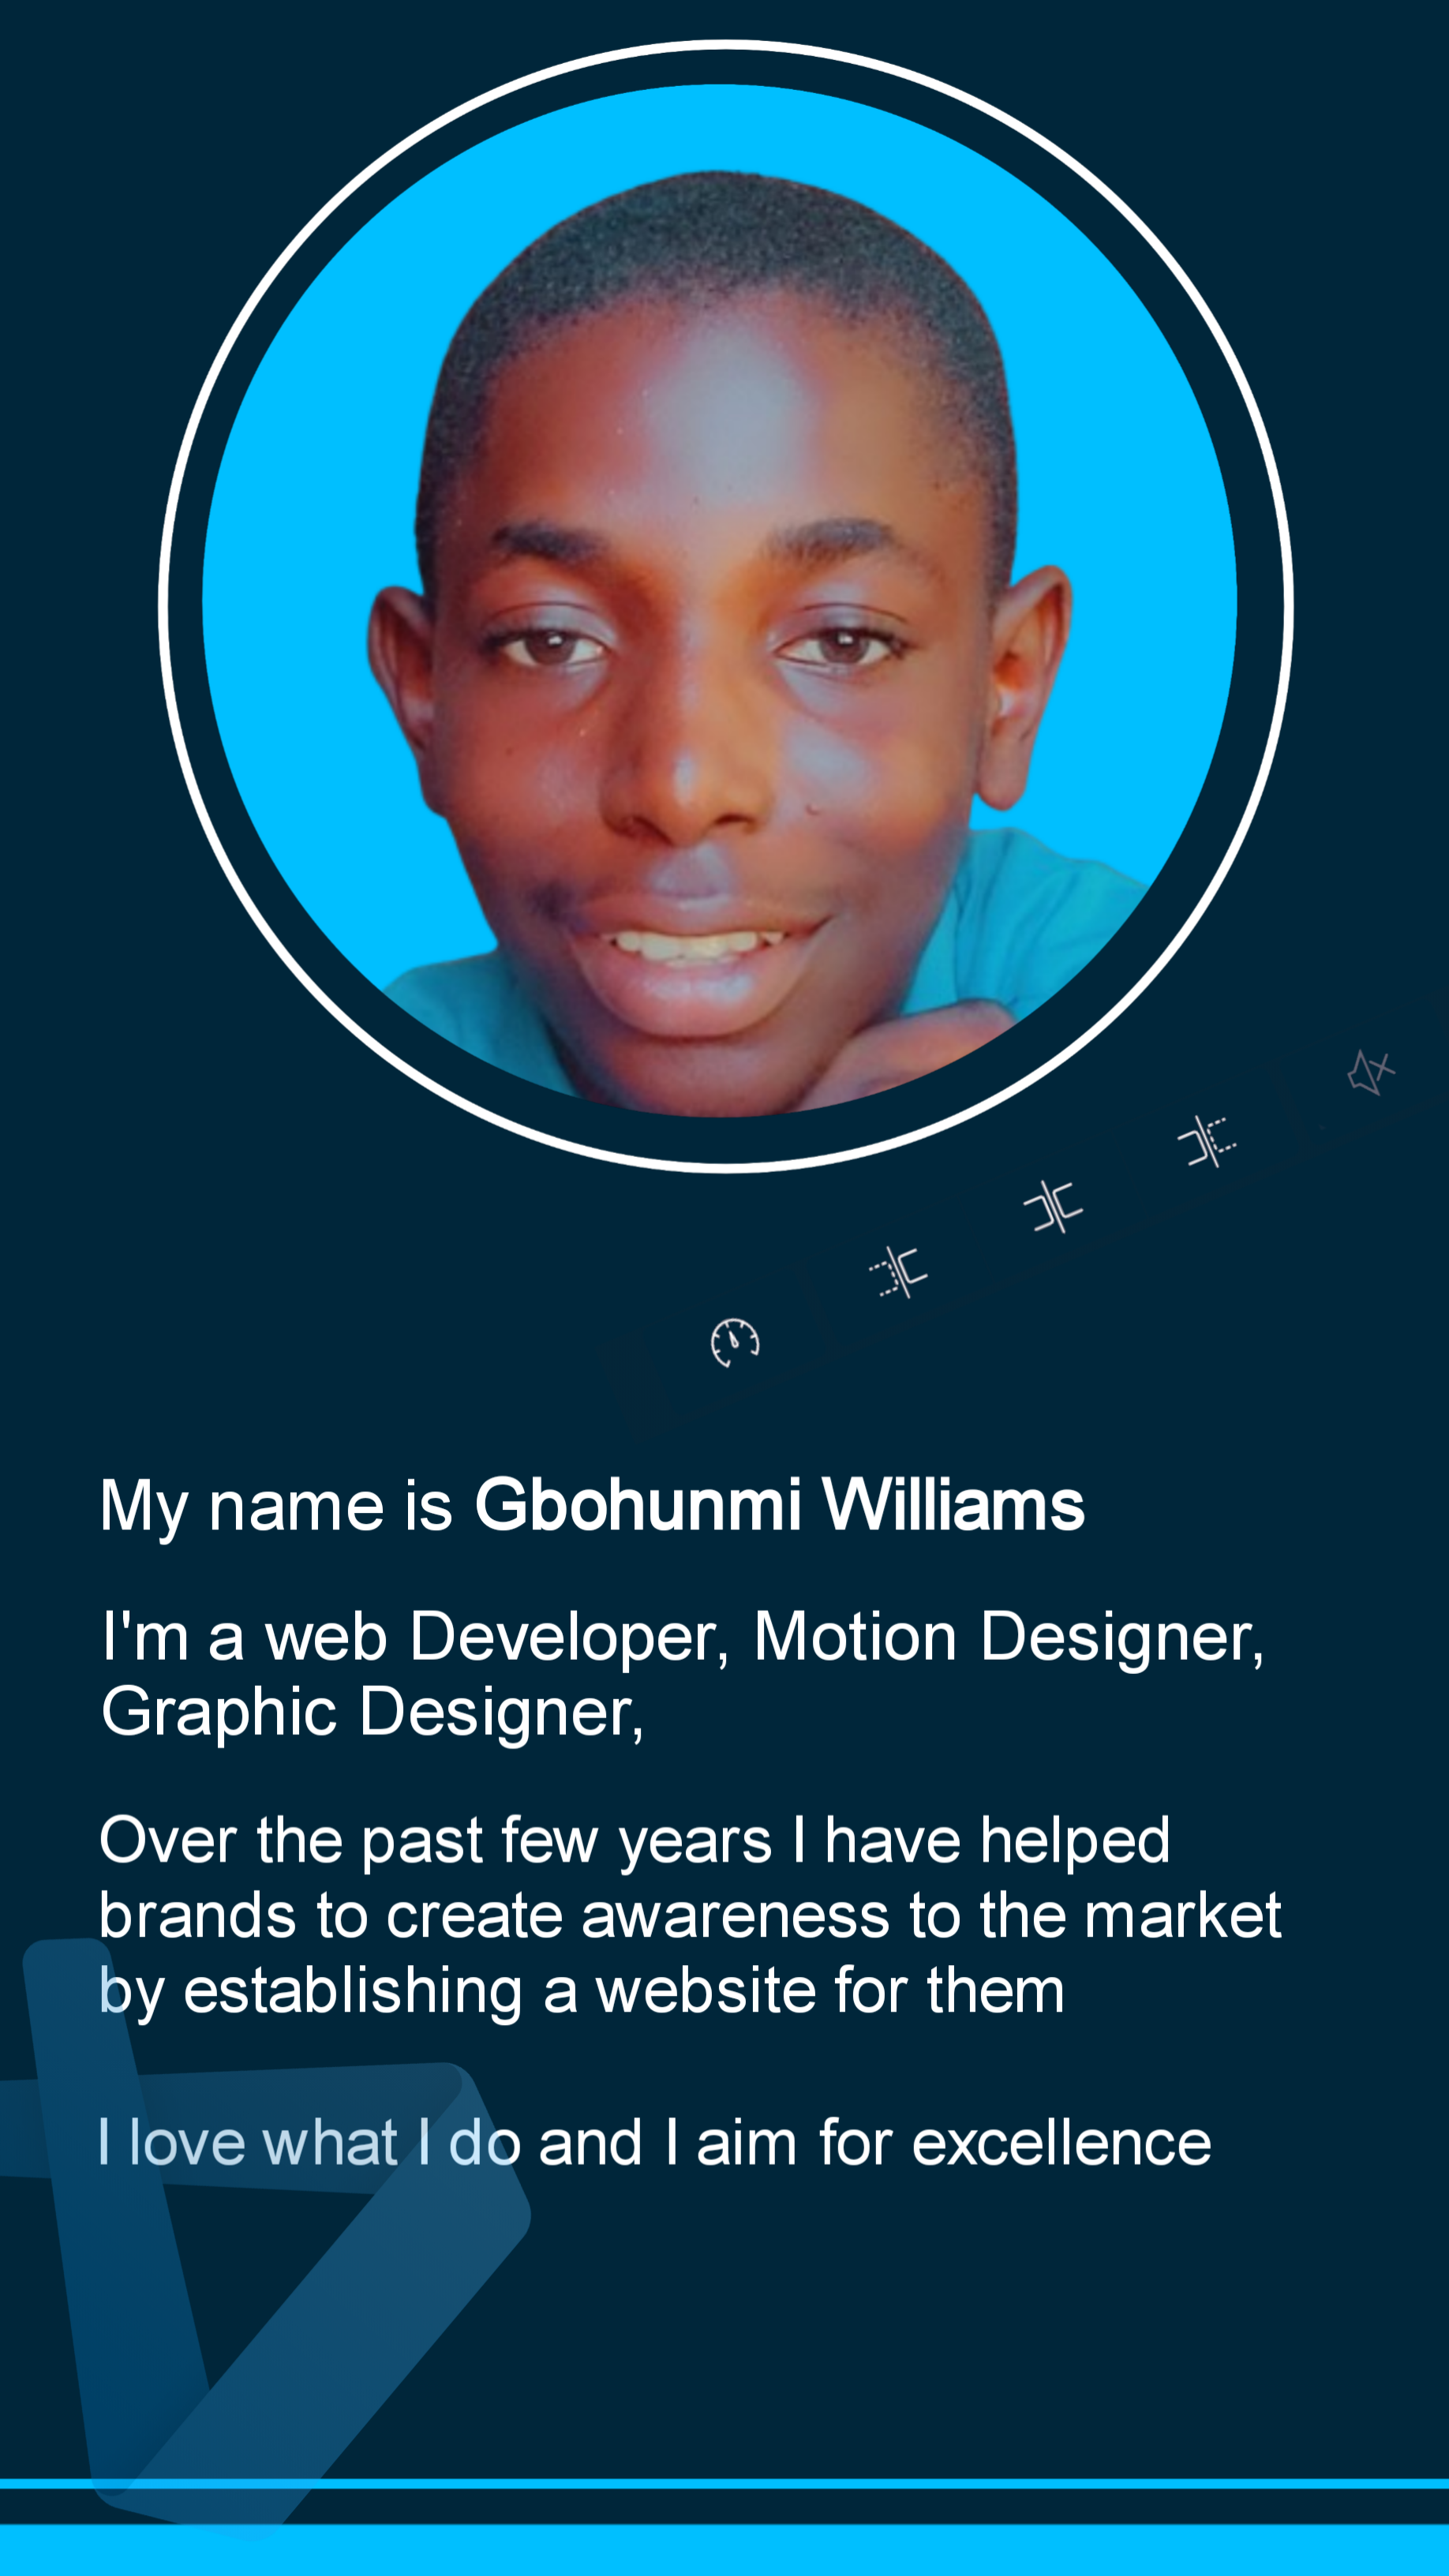 My name is Gbohunmi Williams
I'm a web Developer, Motion Designer,
Graphic Designer,
Over the past few years I have helped
brands to create awareness to the market
by establishing a website for them
I love what I do and I aim for excellence